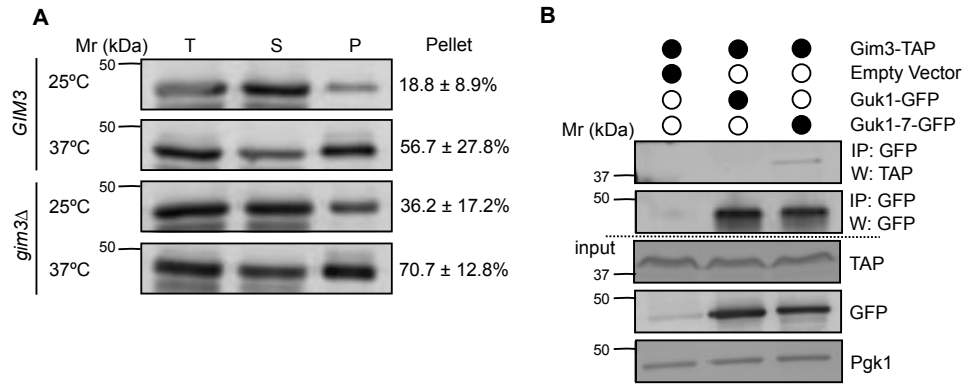 A
Mr (kDa) T S P Pellet
GIM3
25ºC
50
18.8 ± 8.9%
37ºC
50
56.7 ± 27.8%
gim3Δ
25ºC
50
36.2 ± 17.2%
37ºC
50
70.7 ± 12.8%
B
Gim3-TAP
Empty Vector
Guk1-GFP
Guk1-7-GFP
Mr (kDa)
IP: GFP
W: TAP
37
50
IP: GFP
W: GFP
input
TAP
37
50
GFP
50
Pgk1